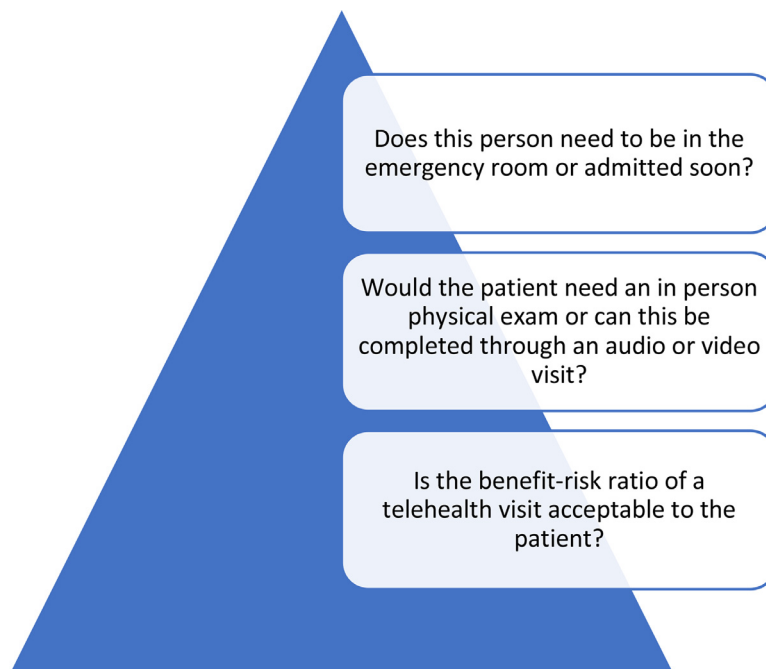 Does this person need to be in the
emergency room or admitted soon?
Would the patient need an in person
physical exam or can this be
completed through an audio or video
visit?
Is the benefit-risk ratio of a
telehealth visit acceptable to the
patient?